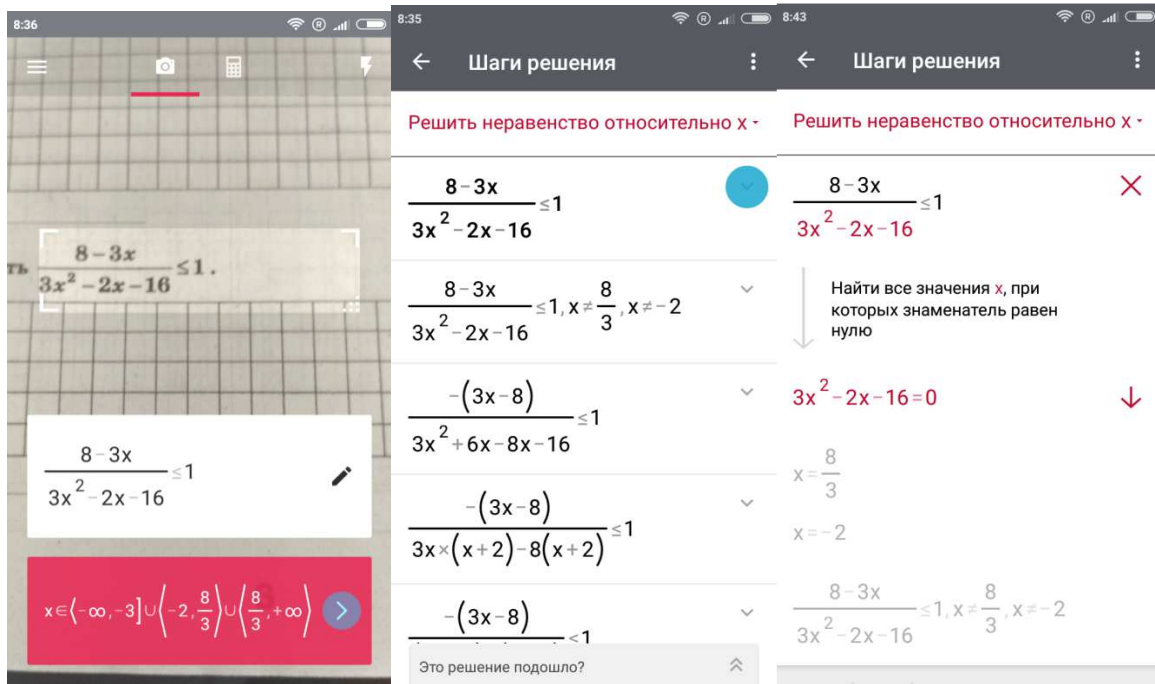 8:36
ть 8−3x / 3x² − 2x − 16 ≤ 1.
8−3x / 3x²−2x−16 ≤1
x∈⟨−∞,−3]∪⟨−2,8/3⟩∪⟨8/3,+∞⟩
8:35
Шаги решения
Решить неравенство относительно x
8−3x / 3x²−2x−16 ≤1
8−3x / 3x²−2x−16 ≤1, x≠8/3, x≠−2
−(3x−8) / 3x²+6x−8x−16 ≤1
−(3x−8) / 3x×(x+2)−8(x+2) ≤1
−(3x−8) ≤1
Это решение подошло?
8:43
Шаги решения
Решить неравенство относительно x
8−3x / 3x²−2x−16 ≤1
Найти все значения x, при
которых знаменатель равен
нулю
3x²−2x−16=0
x=8/3
x=−2
8−3x / 3x²−2x−16 ≤1, x≠8/3, x≠−2